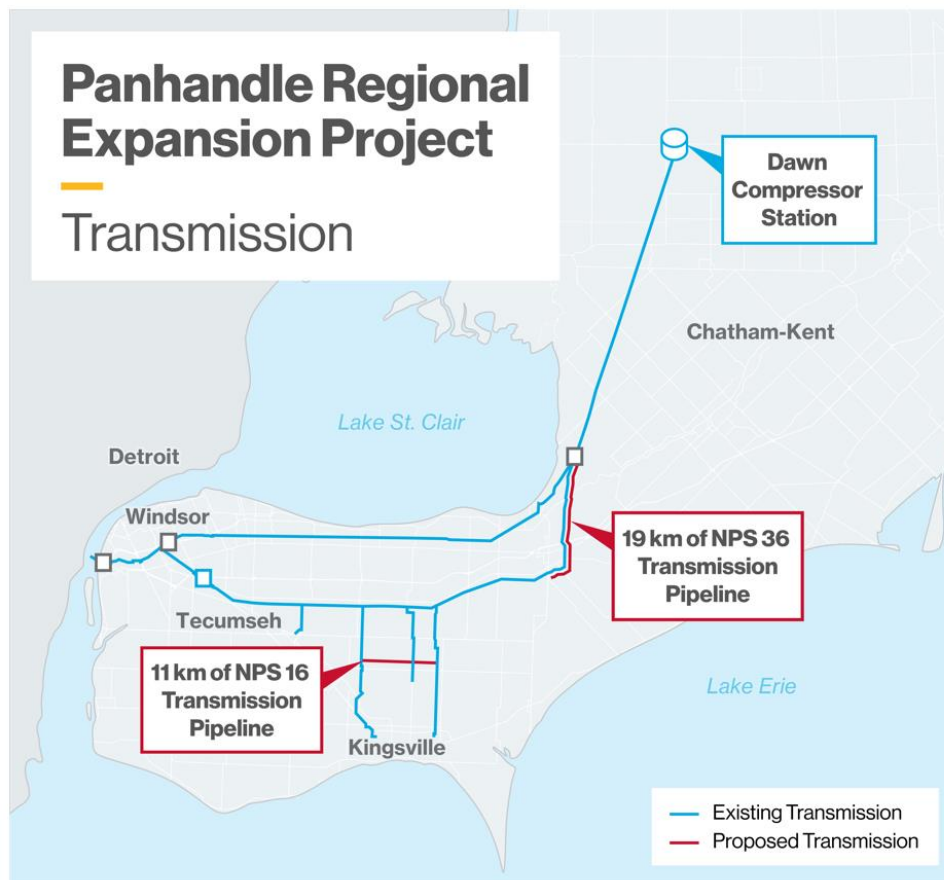 Panhandle Regional
Expansion Project
Transmission
Dawn
Compressor
Station
Chatham-Kent
Lake St. Clair
Detroit
Windsor
19 km of NPS 36
Transmission
Pipeline
Tecumseh
11 km of NPS 16
Transmission
Pipeline
Lake Erie
Kingsville
Existing Transmission
Proposed Transmission